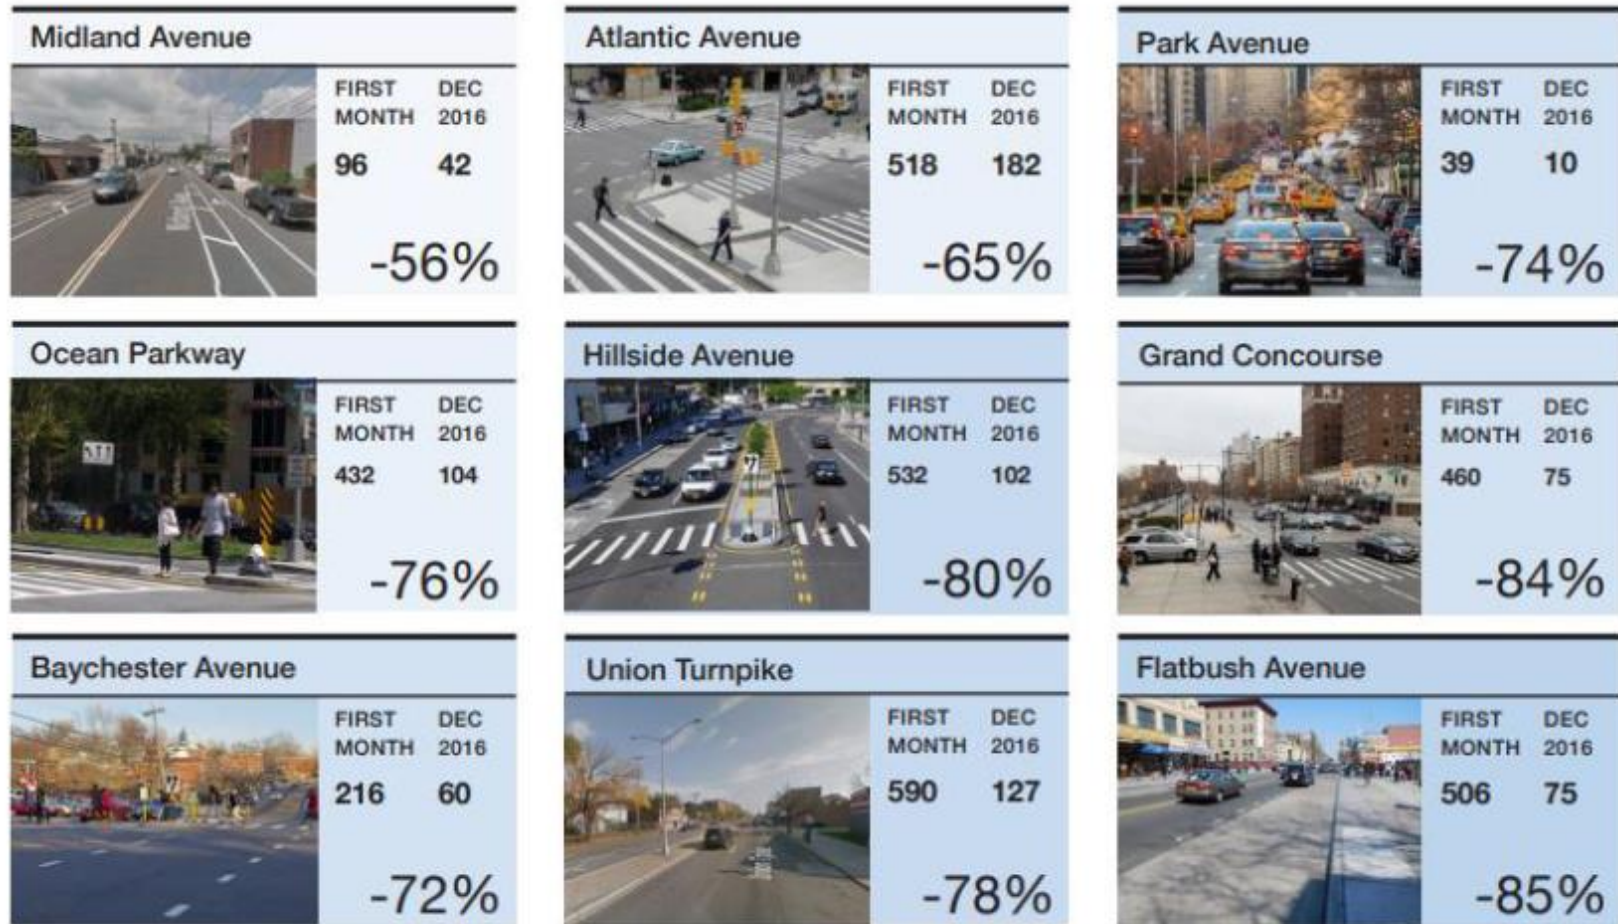 Midland Avenue
FIRST MONTH DEC 2016
96 42
-56%
Atlantic Avenue
FIRST MONTH DEC 2016
518 182
-65%
Park Avenue
FIRST MONTH DEC 2016
39 10
-74%
Ocean Parkway
FIRST MONTH DEC 2016
432 104
-76%
Hillside Avenue
FIRST MONTH DEC 2016
532 102
-80%
Grand Concourse
FIRST MONTH DEC 2016
460 75
-84%
Baychester Avenue
FIRST MONTH DEC 2016
216 60
-72%
Union Turnpike
FIRST MONTH DEC 2016
590 127
-78%
Flatbush Avenue
FIRST MONTH DEC 2016
506 75
-85%